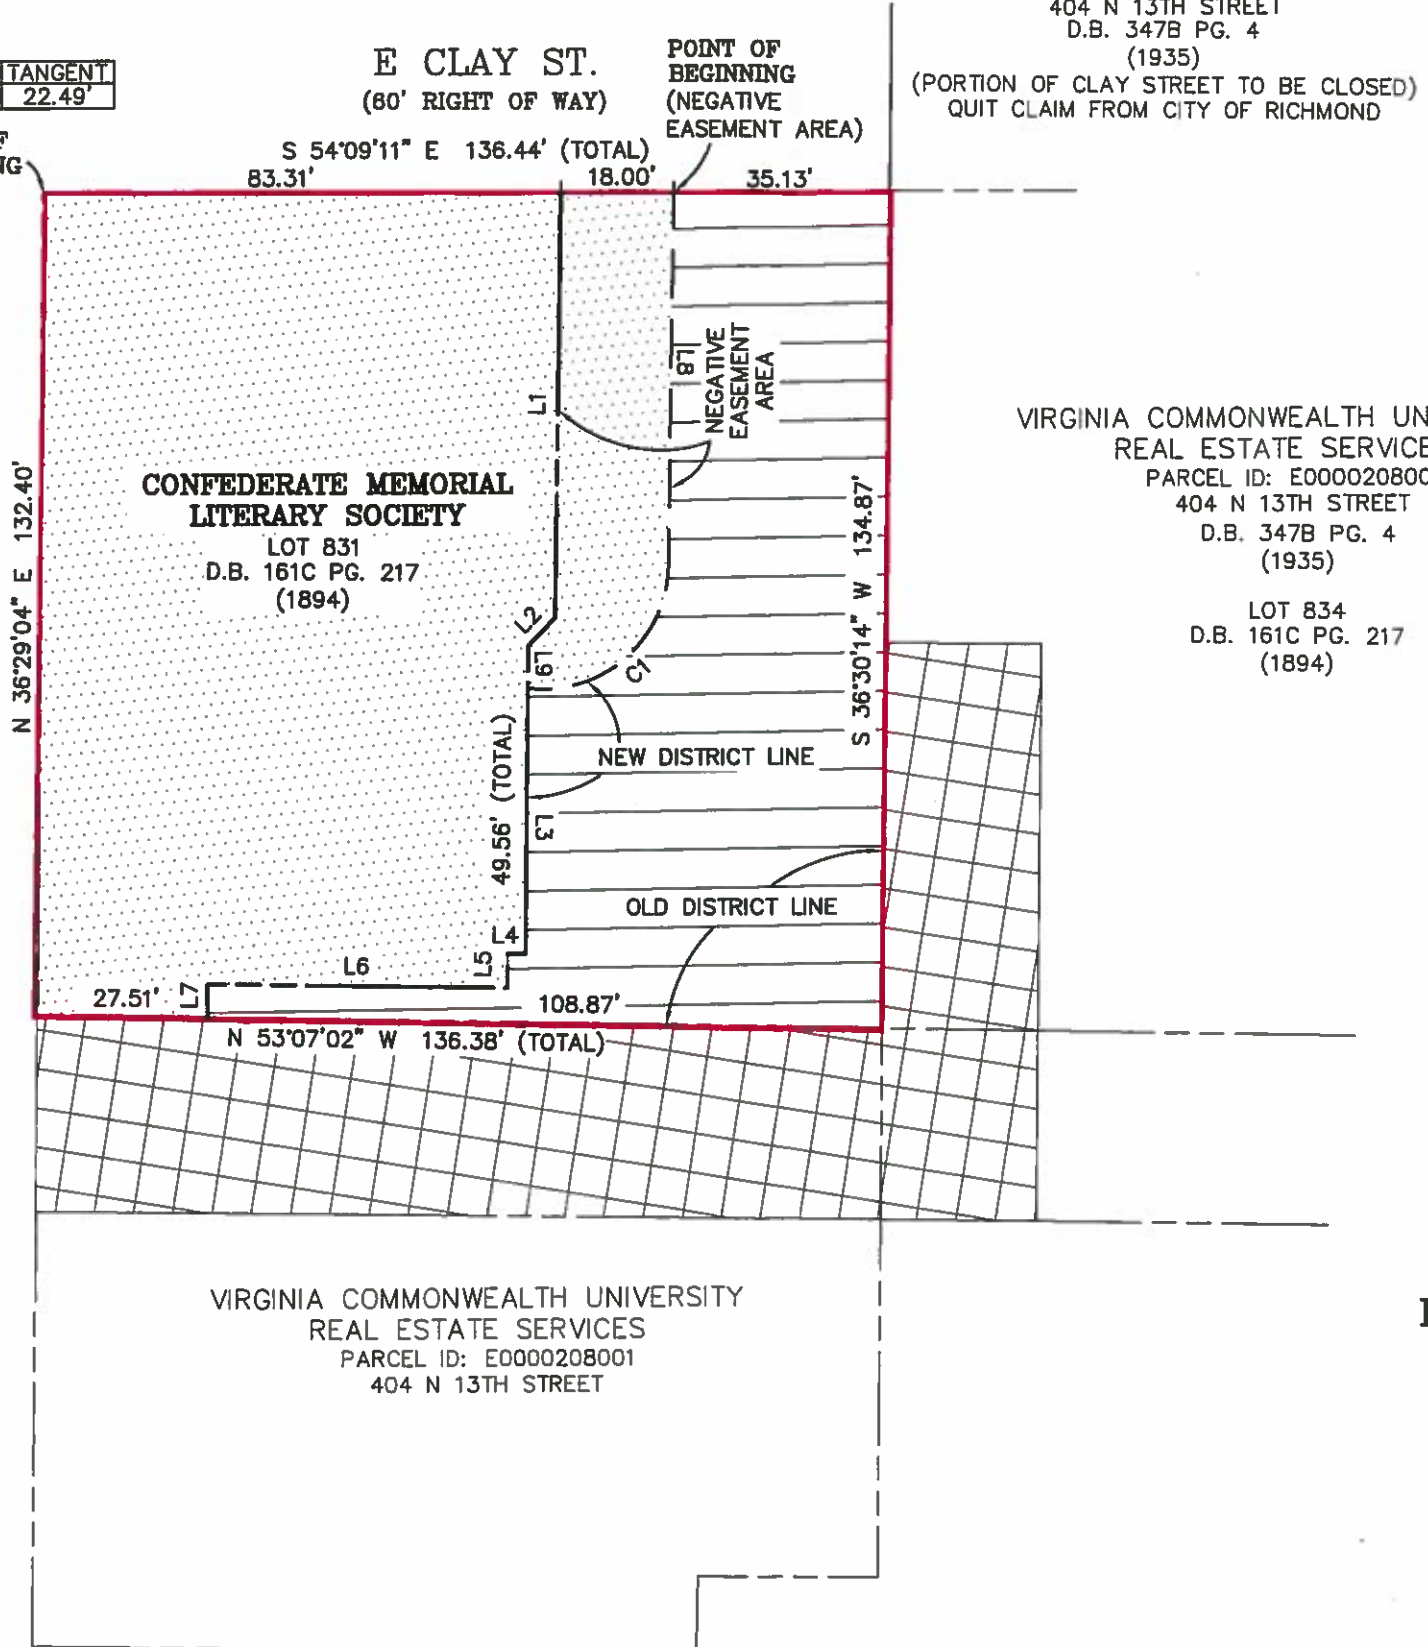 404 N 13TH STREET
D.B. 347B PG. 4
(1935)
(PORTION OF CLAY STREET TO BE CLOSED)
QUIT CLAIM FROM CITY OF RICHMOND
TANGENT
22.49'
E CLAY ST.
(60' RIGHT OF WAY)
POINT OF
BEGINNING
(NEGATIVE
EASEMENT AREA)
S 54°09'11" E 136.44' (TOTAL)
83.31'
18.00'
35.13'
L1
L8
NEGATIVE
EASEMENT
AREA
N 36°29'04" E 132.40'
CONFEDERATE MEMORIAL
LITERARY SOCIETY
LOT 831
D.B. 161C PG. 217
(1894)
S 36°30'14" W 134.87'
VIRGINIA COMMONWEALTH UN
REAL ESTATE SERVICE
PARCEL ID: E000020800
404 N 13TH STREET
D.B. 347B PG. 4
(1935)
LOT 834
D.B. 161C PG. 217
(1894)
L2
L9
C1
NEW DISTRICT LINE
49.56' (TOTAL)
L3
OLD DISTRICT LINE
L4
L5
L6
27.51'
L7
108.87'
N 53°07'02" W 136.38' (TOTAL)
VIRGINIA COMMONWEALTH UNIVERSITY
REAL ESTATE SERVICES
PARCEL ID: E0000208001
404 N 13TH STREET